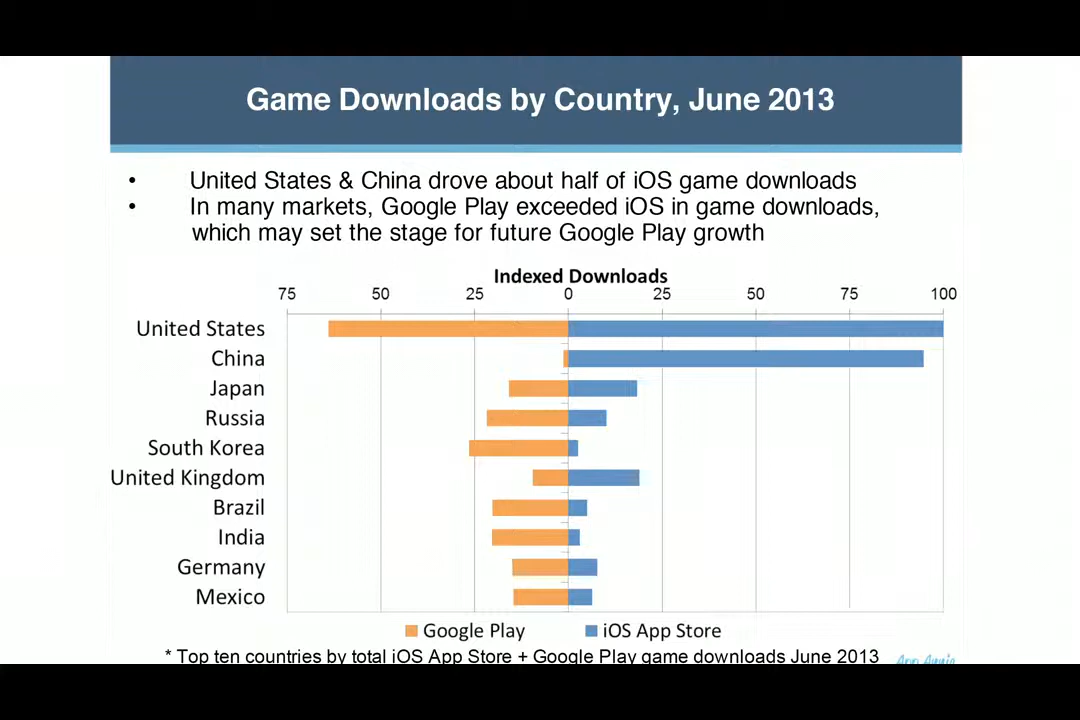 Game Downloads by Country, June 2013
• United States & China drove about half of iOS game downloads
• In many markets, Google Play exceeded iOS in game downloads,
which may set the stage for future Google Play growth
Indexed Downloads
75 50 25 0 25 50 75 100
United States
China
Japan
Russia
South Korea
United Kingdom
Brazil
India
Germany
Mexico
Google Play iOS App Store
* Top ten countries by total iOS App Store + Google Play game downloads June 2013
App Annie